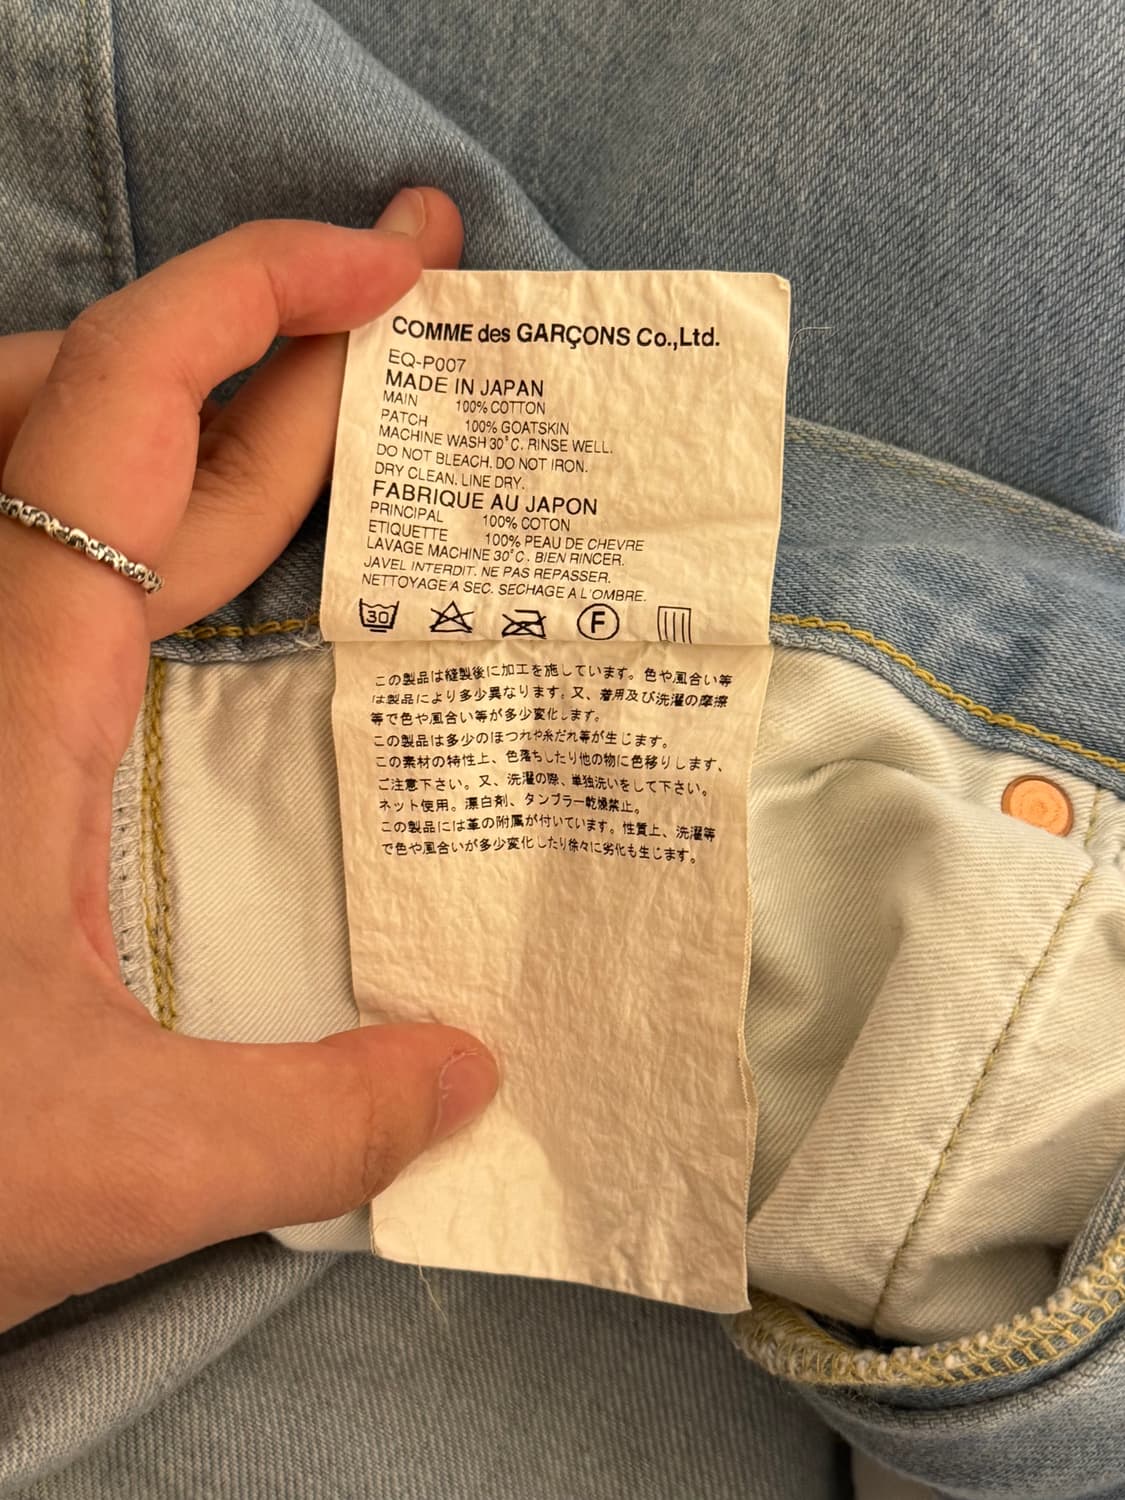 COMME des GARÇONS Co.,Ltd.
EQ-P007
MADE IN JAPAN
MAIN 100% COTTON
PATCH 100% GOATSKIN
MACHINE WASH 30°C. RINSE WELL.
DO NOT BLEACH. DO NOT IRON.
DRY CLEAN. LINE DRY.
FABRIQUE AU JAPON
PRINCIPAL 100% COTON
ETIQUETTE 100% PEAU DE CHEVRE
LAVAGE MACHINE 30°C. BIEN RINCER.
JAVEL INTERDIT. NE PAS REPASSER.
NETTOYAGE A SEC. SECHAGE A L'OMBRE.
30 F
この製品は縫製後に加工を施しています。色や風合い等
は製品により多少異なります。又、着用及び洗濯の摩擦
等で色や風合い等が多少変化します。
この製品は多少のほつれや糸だれ等が生じます。
この素材の特性上、色落ちしたり他の物に色移りします、
ご注意下さい。又、洗濯の際、単独洗いをして下さい。
ネット使用。漂白剤、タンブラー乾燥禁止。
この製品には革の附属が付いています。性質上、洗濯等
で色や風合いが多少変化したり徐々に劣化も生じます。